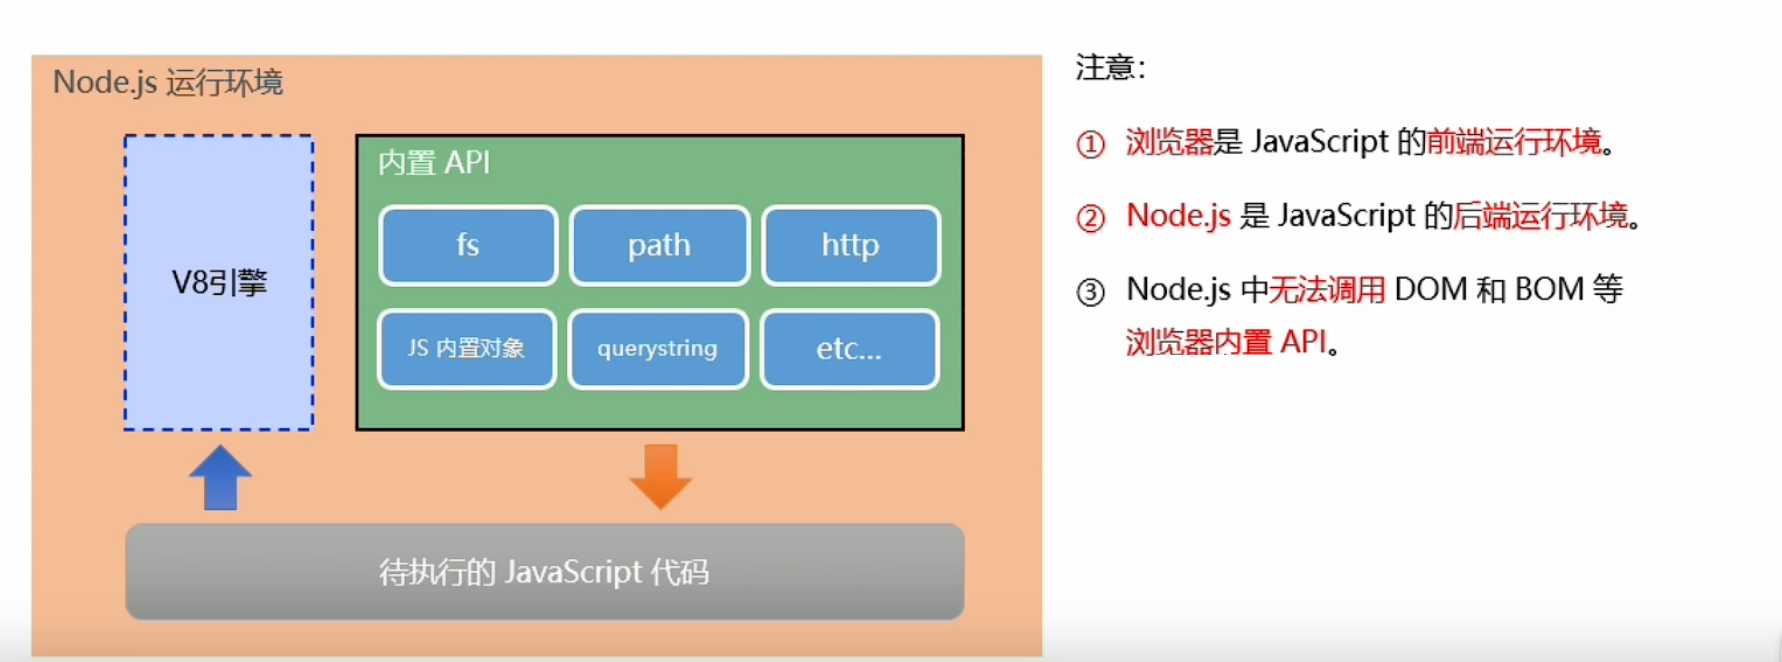 Node.js 运行环境
V8引擎
内置 API
fs
path
http
JS 内置对象
querystring
etc...
待执行的 JavaScript 代码
注意：
① 浏览器是 JavaScript 的前端运行环境。
② Node.js 是 JavaScript 的后端运行环境。
③ Node.js 中无法调用 DOM 和 BOM 等
浏览器内置 API。